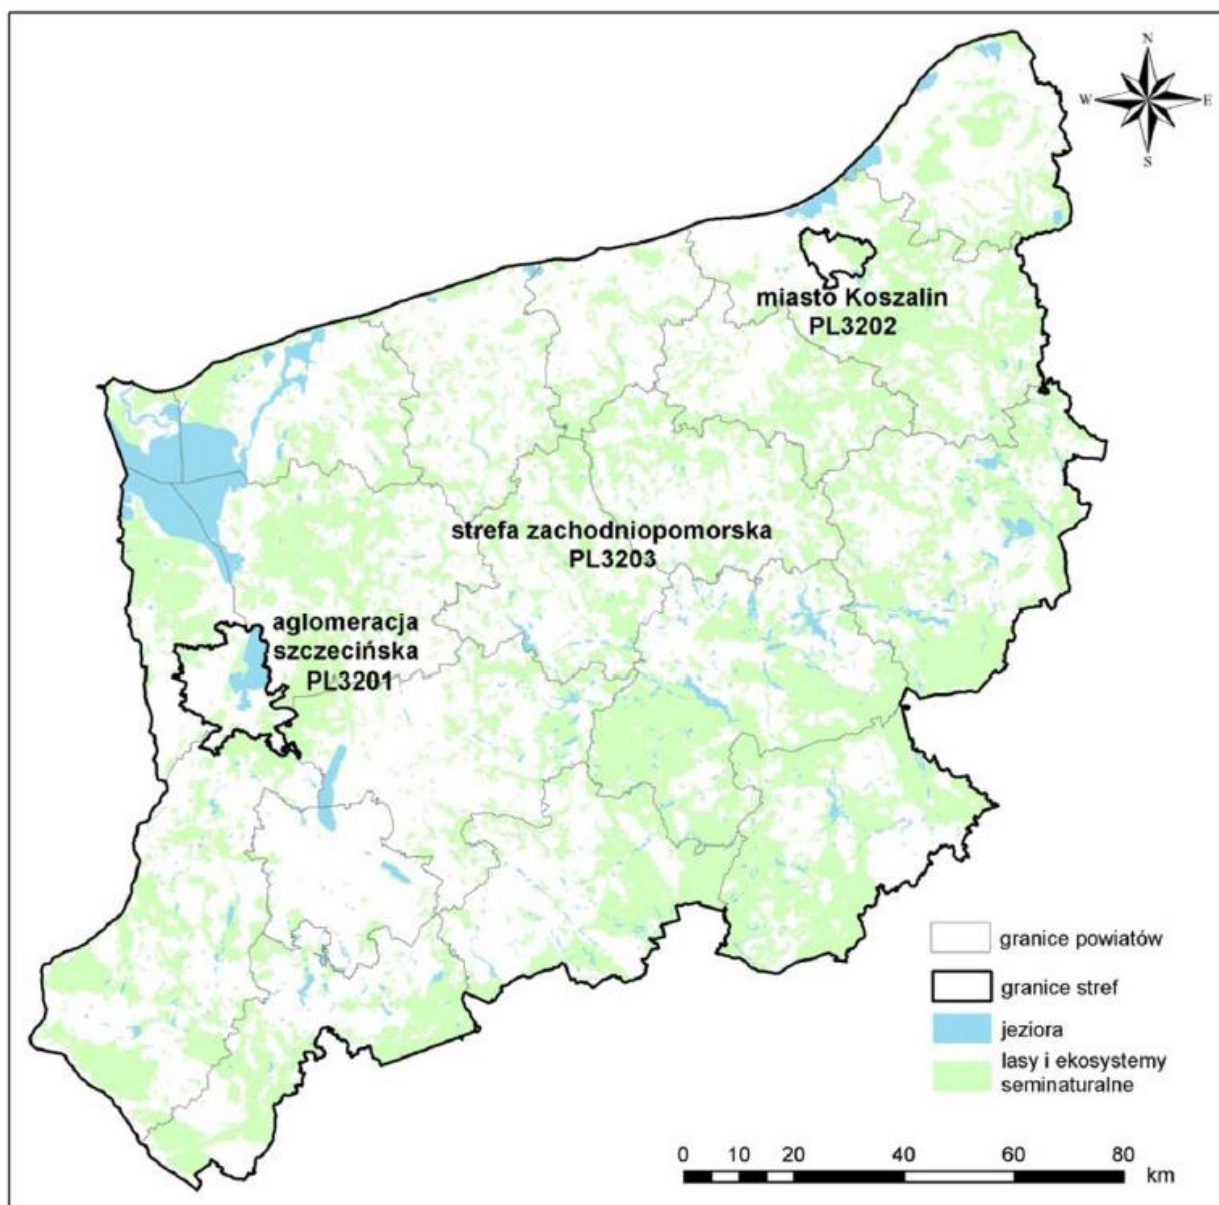 N
W E
S
miasto Koszalin
PL3202
strefa zachodniopomorska
PL3203
aglomeracja
szczecińska
PL3201
granice powiatów
granice stref
jeziora
lasy i ekosystemy
seminaturalne
0 10 20 40 60 80
km